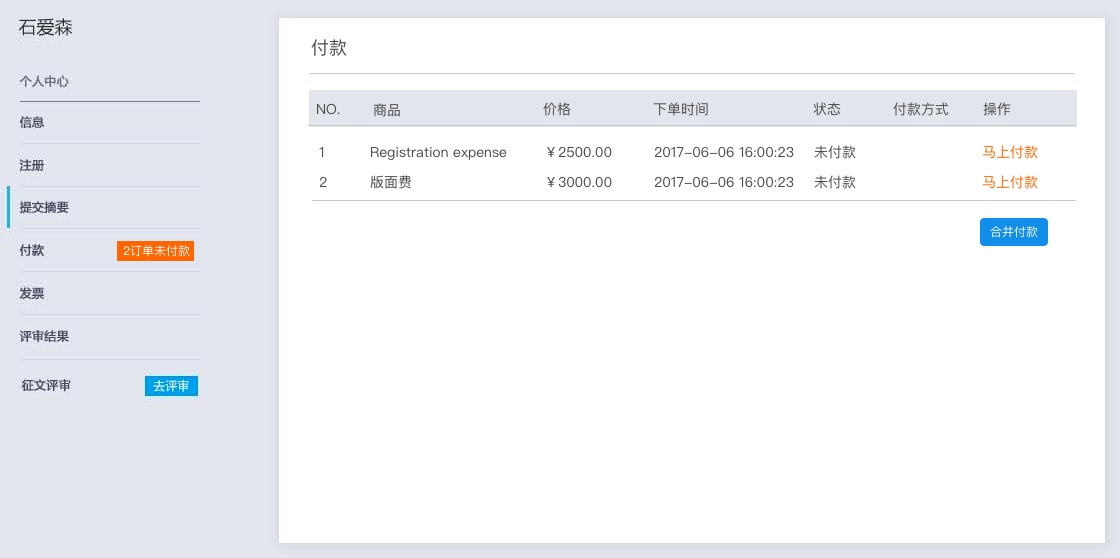 石爱森
个人中心
信息
注册
提交摘要
付款 2订单未付款
发票
评审结果
征文评审 去评审
付款
NO. 商品 价格 下单时间 状态 付款方式 操作
1 Registration expense ￥2500.00 2017-06-06 16:00:23 未付款 马上付款
2 版面费 ￥3000.00 2017-06-06 16:00:23 未付款 马上付款
合并付款